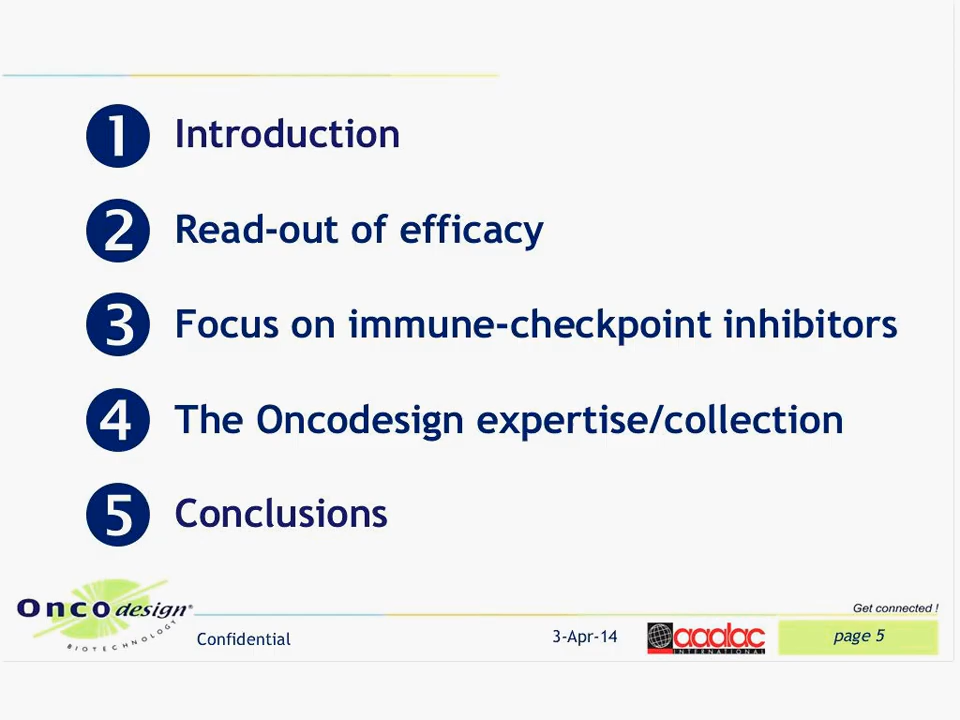 1 Introduction
2 Read-out of efficacy
3 Focus on immune-checkpoint inhibitors
4 The Oncodesign expertise/collection
5 Conclusions
Oncodesign®
BIOTECHNOLOGY
Get connected !
Confidential
3-Apr-14
aaalac
INTERNATIONAL
page 5